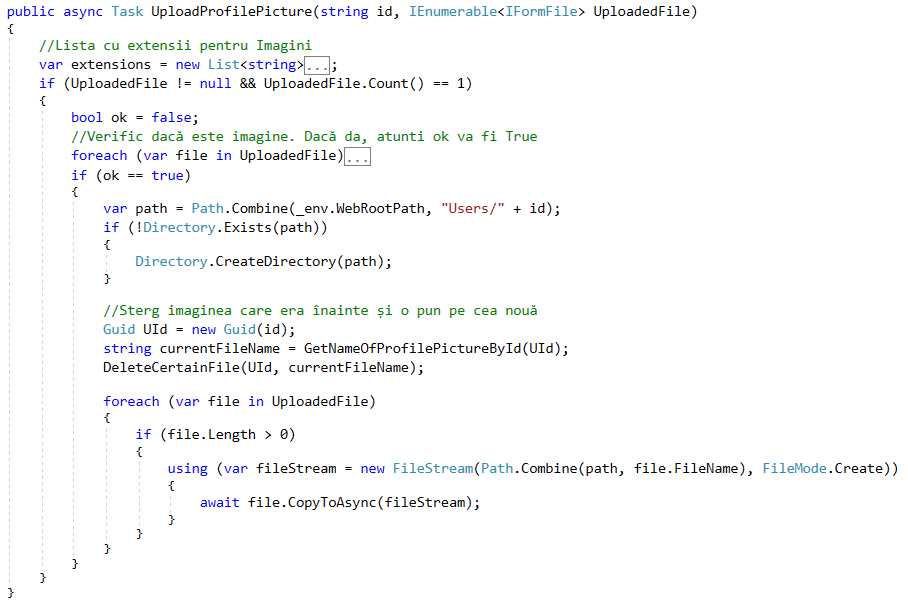 public async Task UploadProfilePicture(string id, IEnumerable<IFormFile> UploadedFile)
{
    //Lista cu extensii pentru Imagini
    var extensions = new List<string>...;
    if (UploadedFile != null && UploadedFile.Count() == 1)
    {
        bool ok = false;
        //Verific dacă este imagine. Dacă da, atunti ok va fi True
        foreach (var file in UploadedFile)...
        if (ok == true)
        {
            var path = Path.Combine(_env.WebRootPath, "Users/" + id);
            if (!Directory.Exists(path))
            {
                Directory.CreateDirectory(path);
            }
            //Sterg imaginea care era înainte și o pun pe cea nouă
            Guid UId = new Guid(id);
            string currentFileName = GetNameOfProfilePictureById(UId);
            DeleteCertainFile(UId, currentFileName);
            foreach (var file in UploadedFile)
            {
                if (file.Length > 0)
                {
                    using (var fileStream = new FileStream(Path.Combine(path, file.FileName), FileMode.Create))
                    {
                        await file.CopyToAsync(fileStream);
                    }
                }
            }
        }
    }
}